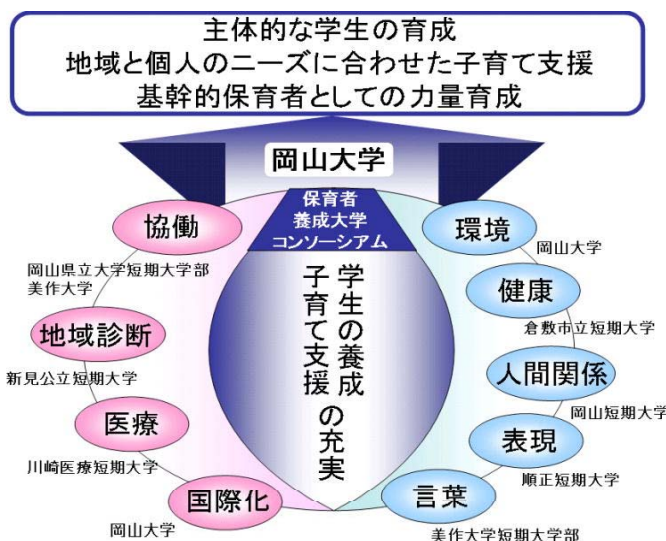 主体的な学生の育成
地域と個人のニーズに合わせた子育て支援
基幹的保育者としての力量育成
岡山大学
保育者
養成大学
コンソーシアム
学生の養成
子育て支援
の充実
協働
岡山県立大学短期大学部
美作大学
地域診断
新見公立短期大学
医療
川崎医療短期大学
国際化
岡山大学
環境
岡山大学
健康
倉敷市立短期大学
人間関係
岡山短期大学
表現
順正短期大学
言葉
美作大学短期大学部